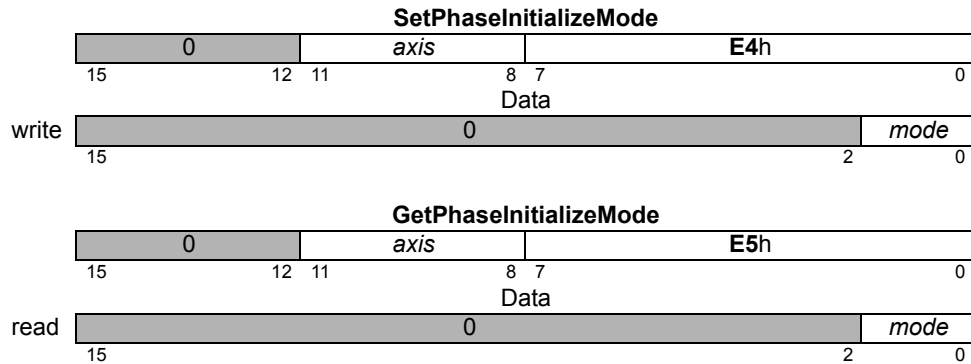 SetPhaseInitializeMode
0 axis E4h
15 12 11 8 7 0
Data
write 0 mode
15 2 0
GetPhaseInitializeMode
0 axis E5h
15 12 11 8 7 0
Data
read 0 mode
15 2 0